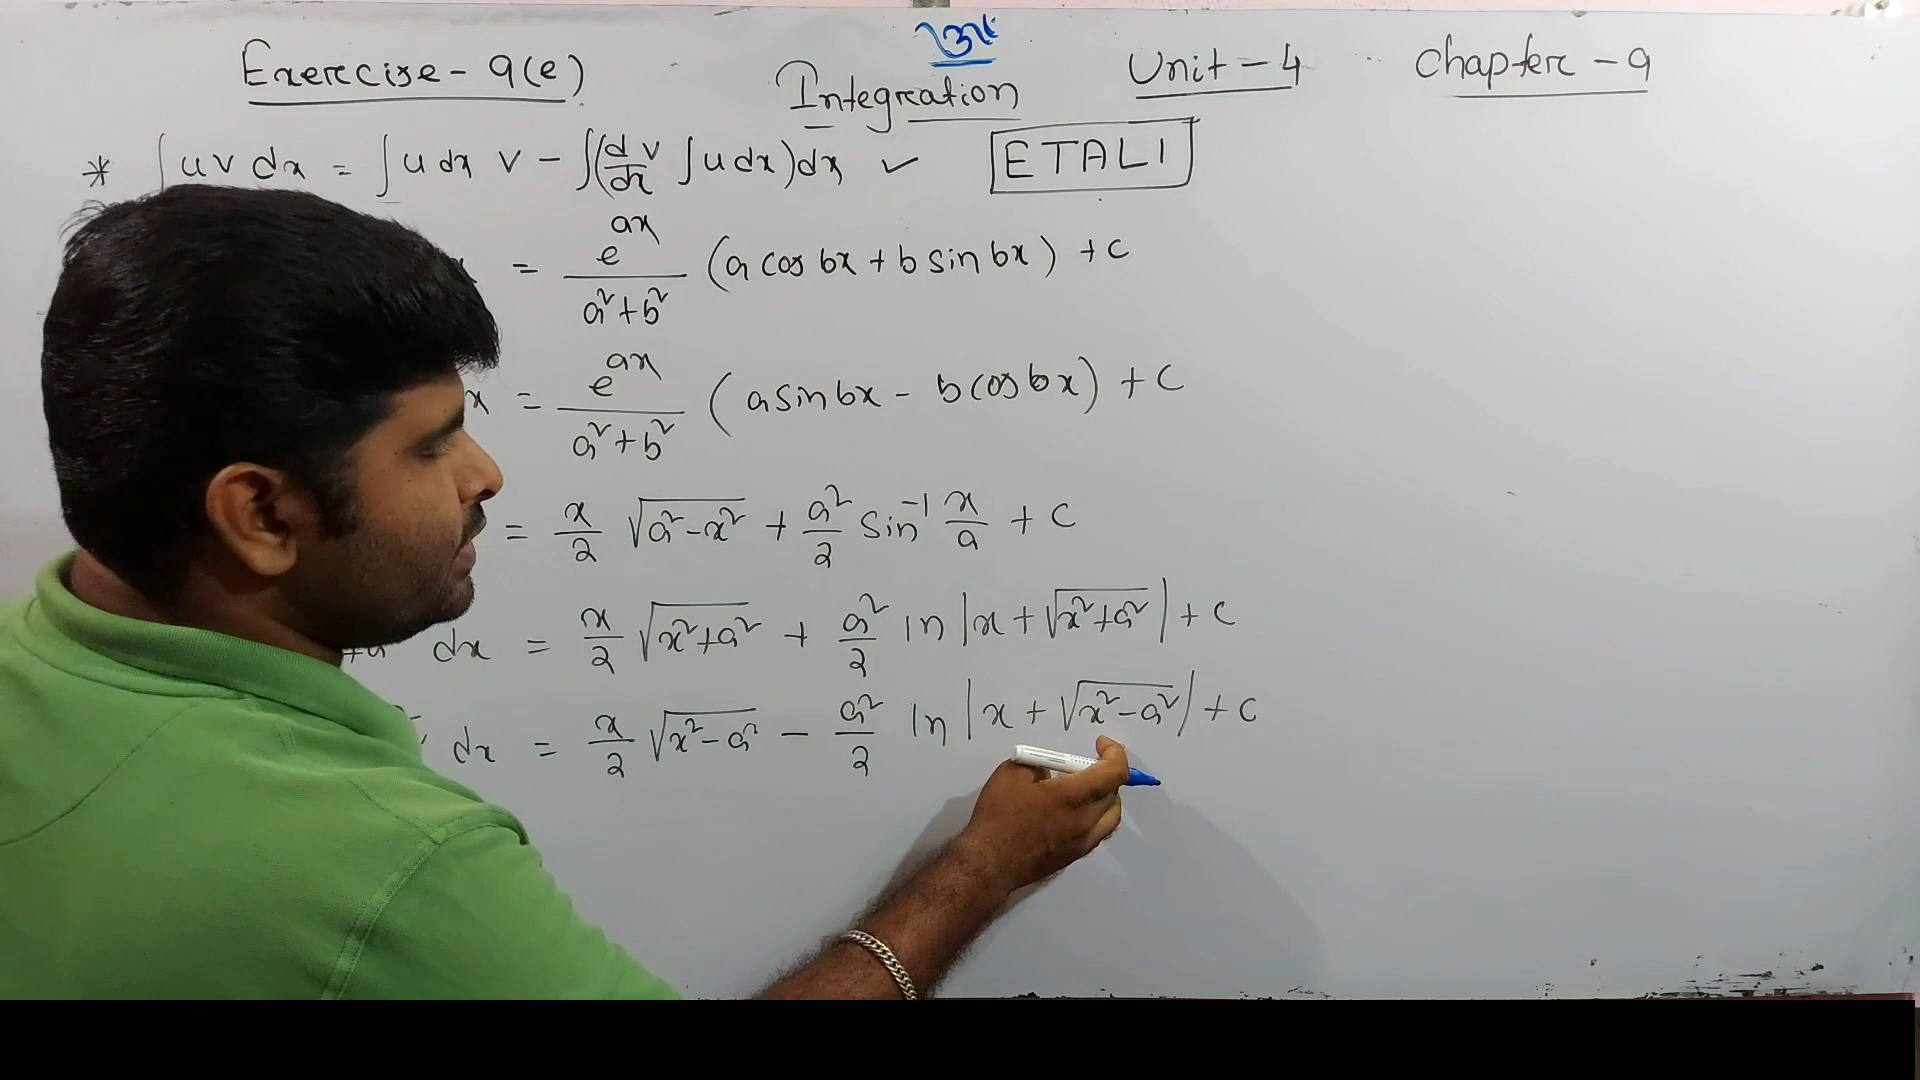 Exercise - 9(e)
Integration
Unit - 4
Chapter - 9
* ∫ uv dx = ∫ u dx v - ∫(d/dx v ∫ u dx) dx ✓
ETALI
x = e^ax/(a²+b²) (a cos bx + b sin bx) + c
x = e^ax/(a²+b²) (a sin bx - b cos bx) + c
= x/2 √(a²-x²) + a²/2 sin⁻¹ x/a + c
+a² dx = x/2 √(x²+a²) + a²/2 ln |x + √(x²+a²)| + c
dx = x/2 √(x²-a²) - a²/2 ln |x + √(x²-a²)| + c